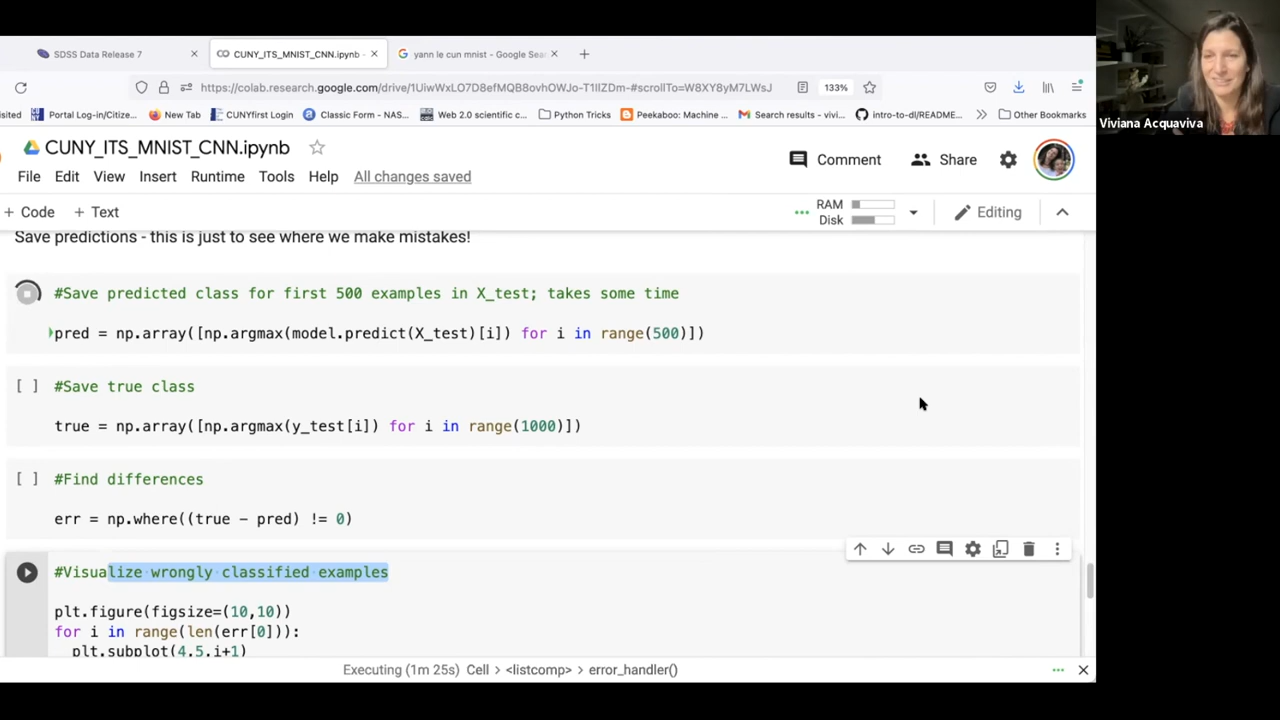 SDSS Data Release 7
CUNY_ITS_MNIST_CNN.ipynb -
yann le cun mnist - Google Sea
https://colab.research.google.com/drive/1UiwWxLO7D8efMQB8ovhOWJo-T1IIZDm-#scrollTo=W8XY8yM7LWsJ
133%
isited
Portal Log-in/Citize...
New Tab
CUNYfirst Login
Classic Form - NAS...
Web 2.0 scientific c...
Python Tricks
Peekaboo: Machine ...
Search results - vivi...
intro-to-dl/README...
Other Bookmarks
Viviana Acquaviva
CUNY_ITS_MNIST_CNN.ipynb
Comment
Share
File Edit View Insert Runtime Tools Help All changes saved
+ Code + Text
RAM
Disk
Editing
Save predictions - this is just to see where we make mistakes!
#Save predicted class for first 500 examples in X_test; takes some time
pred = np.array([np.argmax(model.predict(X_test)[i]) for i in range(500)])
[ ] #Save true class
true = np.array([np.argmax(y_test[i]) for i in range(1000)])
[ ] #Find differences
err = np.where((true - pred) != 0)
#Visualize wrongly classified examples
plt.figure(figsize=(10,10))
for i in range(len(err[0])):
plt.subplot(4,5,i+1)
Executing (1m 25s) Cell > <listcomp> > error_handler()